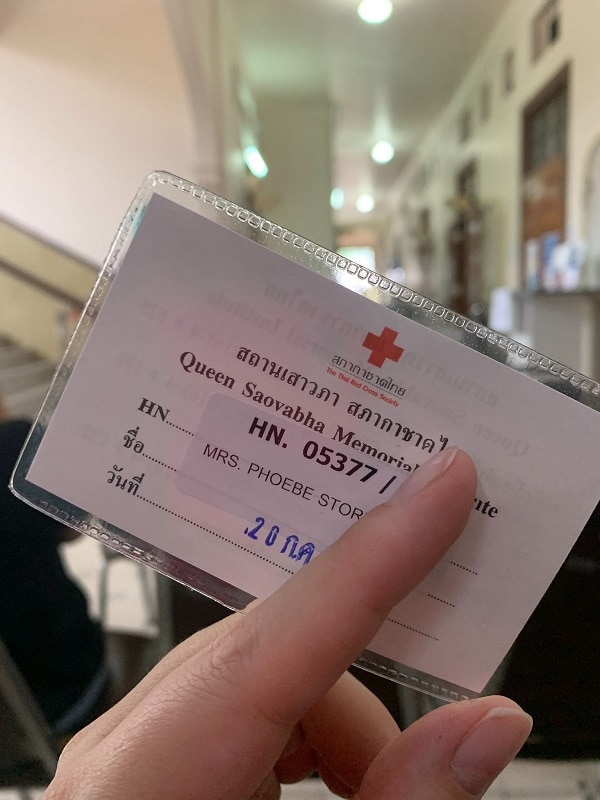 สภากาชาดไทย
The Thai Red Cross Society
สถานเสาวภา สภากาชาดไ
Queen Saovabha Memorial
HN. HN. 05377 /
ชื่อ MRS. PHOEBE STOR
วันที่ 20 ก.ค